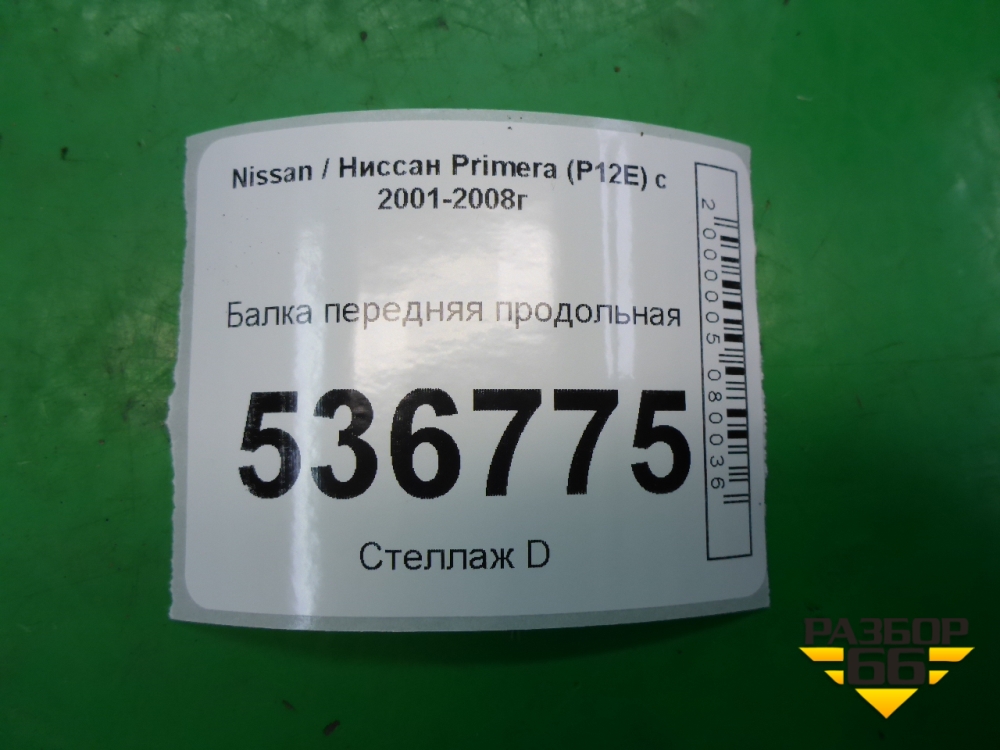 Nissan / Ниссан Primera (P12E) с
2001-2008г
Балка передняя продольная
536775
Стеллаж D
2000005080036
РАЗБОР
66